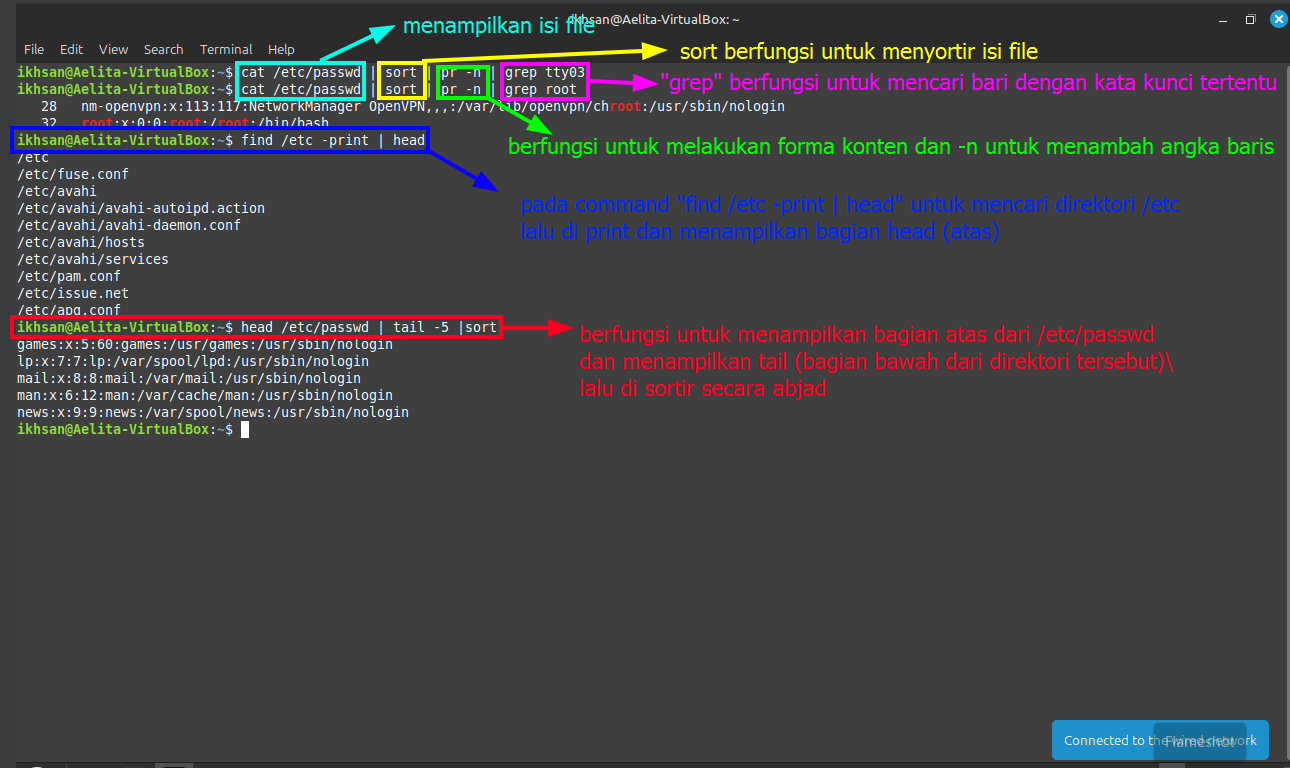 ikhsan@Aelita-VirtualBox: ~
menampilkan isi file
File Edit View Search Terminal Help
sort berfungsi untuk menyortir isi file
ikhsan@Aelita-VirtualBox:~$ cat /etc/passwd | sort | pr -n | grep tty03
"grep" berfungsi untuk mencari bari dengan kata kunci tertentu
ikhsan@Aelita-VirtualBox:~$ cat /etc/passwd | sort | pr -n | grep root
28 nm-openvpn:x:113:117:NetworkManager OpenVPN,,,:/var/lib/openvpn/chroot:/usr/sbin/nologin
32 root:x:0:0:root:/root:/bin/bash
ikhsan@Aelita-VirtualBox:~$ find /etc -print | head
berfungsi untuk melakukan forma konten dan -n untuk menambah angka baris
/etc
/etc/fuse.conf
/etc/avahi
/etc/avahi/avahi-autoipd.action
pada command "find /etc -print | head" untuk mencari direktori /etc
/etc/avahi/avahi-daemon.conf
lalu di print dan menampilkan bagian head (atas)
/etc/avahi/hosts
/etc/avahi/services
/etc/pam.conf
/etc/issue.net
/etc/apg.conf
ikhsan@Aelita-VirtualBox:~$ head /etc/passwd | tail -5 |sort
berfungsi untuk menampilkan bagian atas dari /etc/passwd
dan menampilkan tail (bagian bawah dari direktori tersebut)\
lalu di sortir secara abjad
games:x:5:60:games:/usr/games:/usr/sbin/nologin
lp:x:7:7:lp:/var/spool/lpd:/usr/sbin/nologin
mail:x:8:8:mail:/var/mail:/usr/sbin/nologin
man:x:6:12:man:/var/cache/man:/usr/sbin/nologin
news:x:9:9:news:/var/spool/news:/usr/sbin/nologin
ikhsan@Aelita-VirtualBox:~$
Connected to the wired network
Flameshot